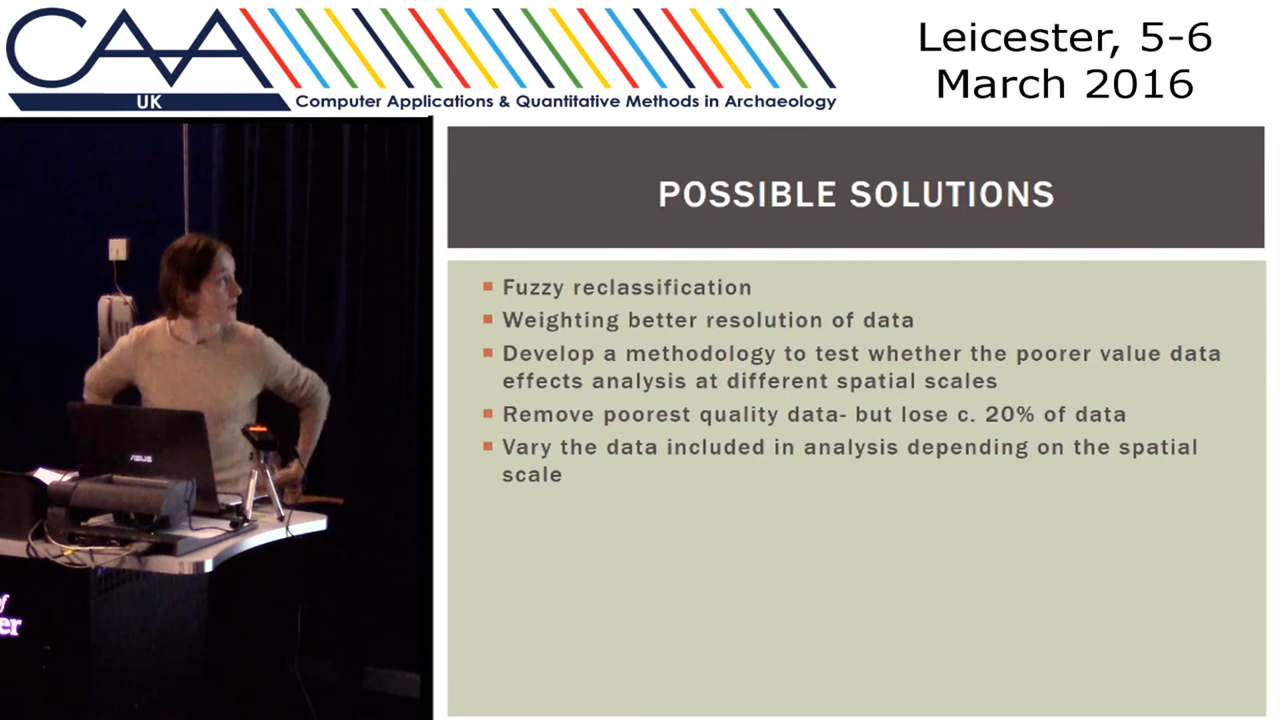 CAA
UK
Computer Applications & Quantitative Methods in Archaeology
Leicester, 5-6
March 2016
POSSIBLE SOLUTIONS
Fuzzy reclassification
Weighting better resolution of data
Develop a methodology to test whether the poorer value data
effects analysis at different spatial scales
Remove poorest quality data- but lose c. 20% of data
Vary the data included in analysis depending on the spatial
scale
ASUS
of
er